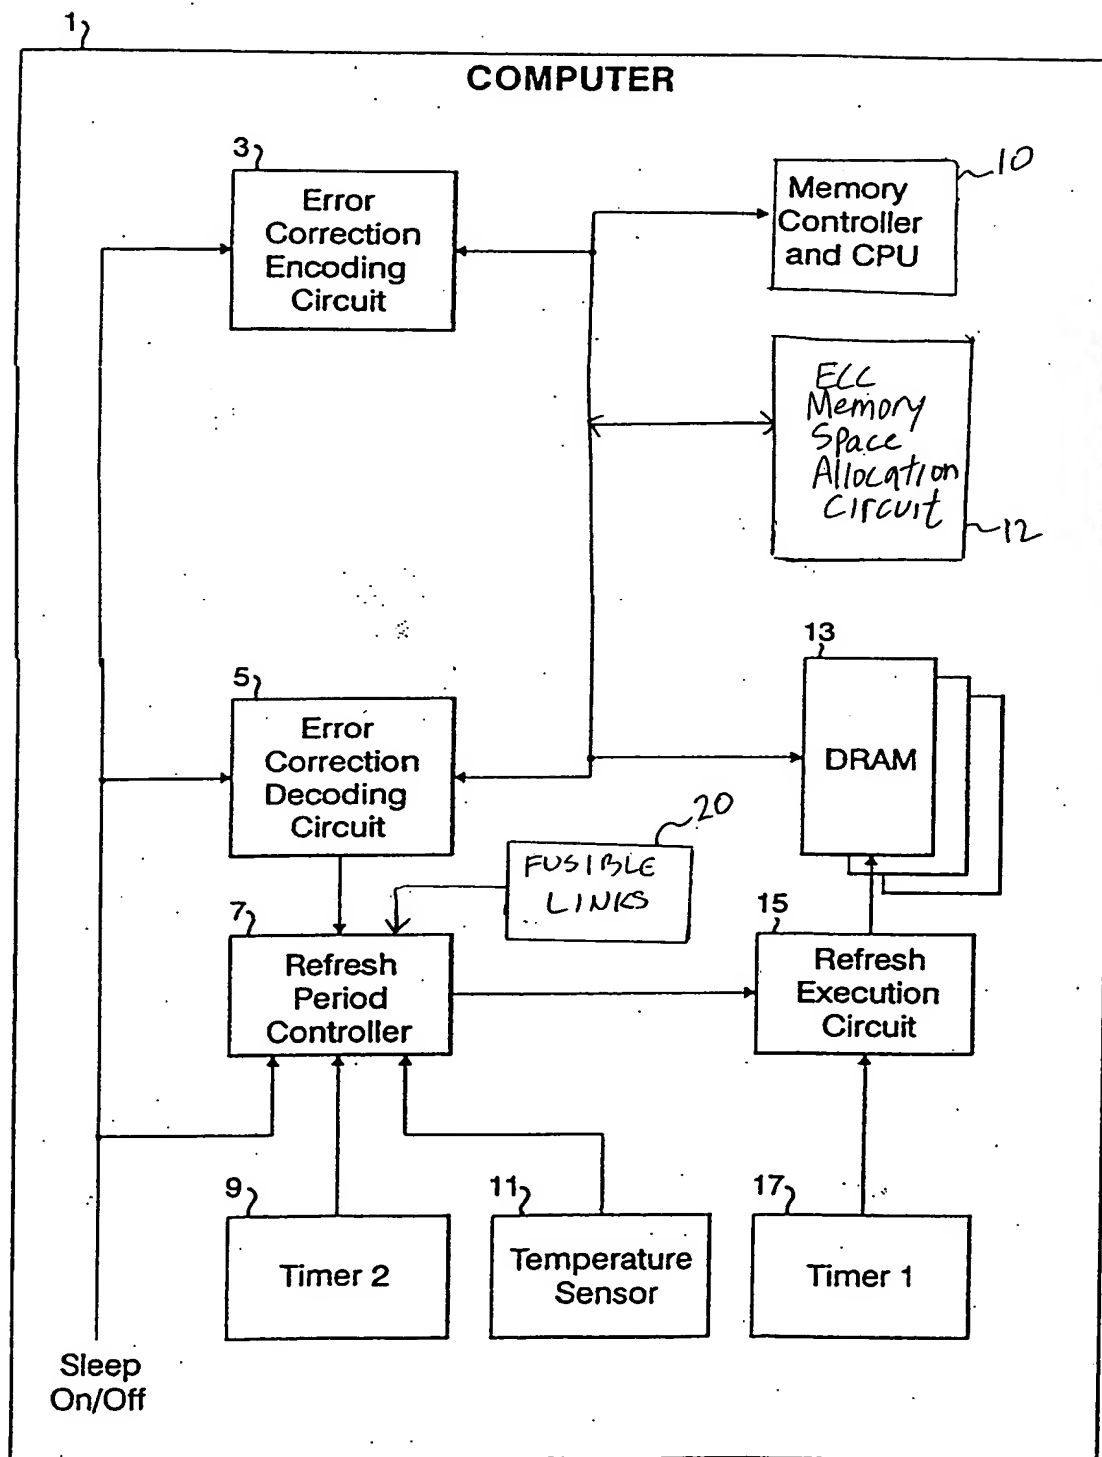 1
COMPUTER
3
Error
Correction
Encoding
Circuit
10
Memory
Controller
and CPU
ECC
Memory
Space
Allocation
Circuit
12
5
Error
Correction
Decoding
Circuit
13
DRAM
20
FUSIBLE
LINKS
7
Refresh
Period
Controller
15
Refresh
Execution
Circuit
9
Timer 2
11
Temperature
Sensor
17
Timer 1
Sleep
On/Off